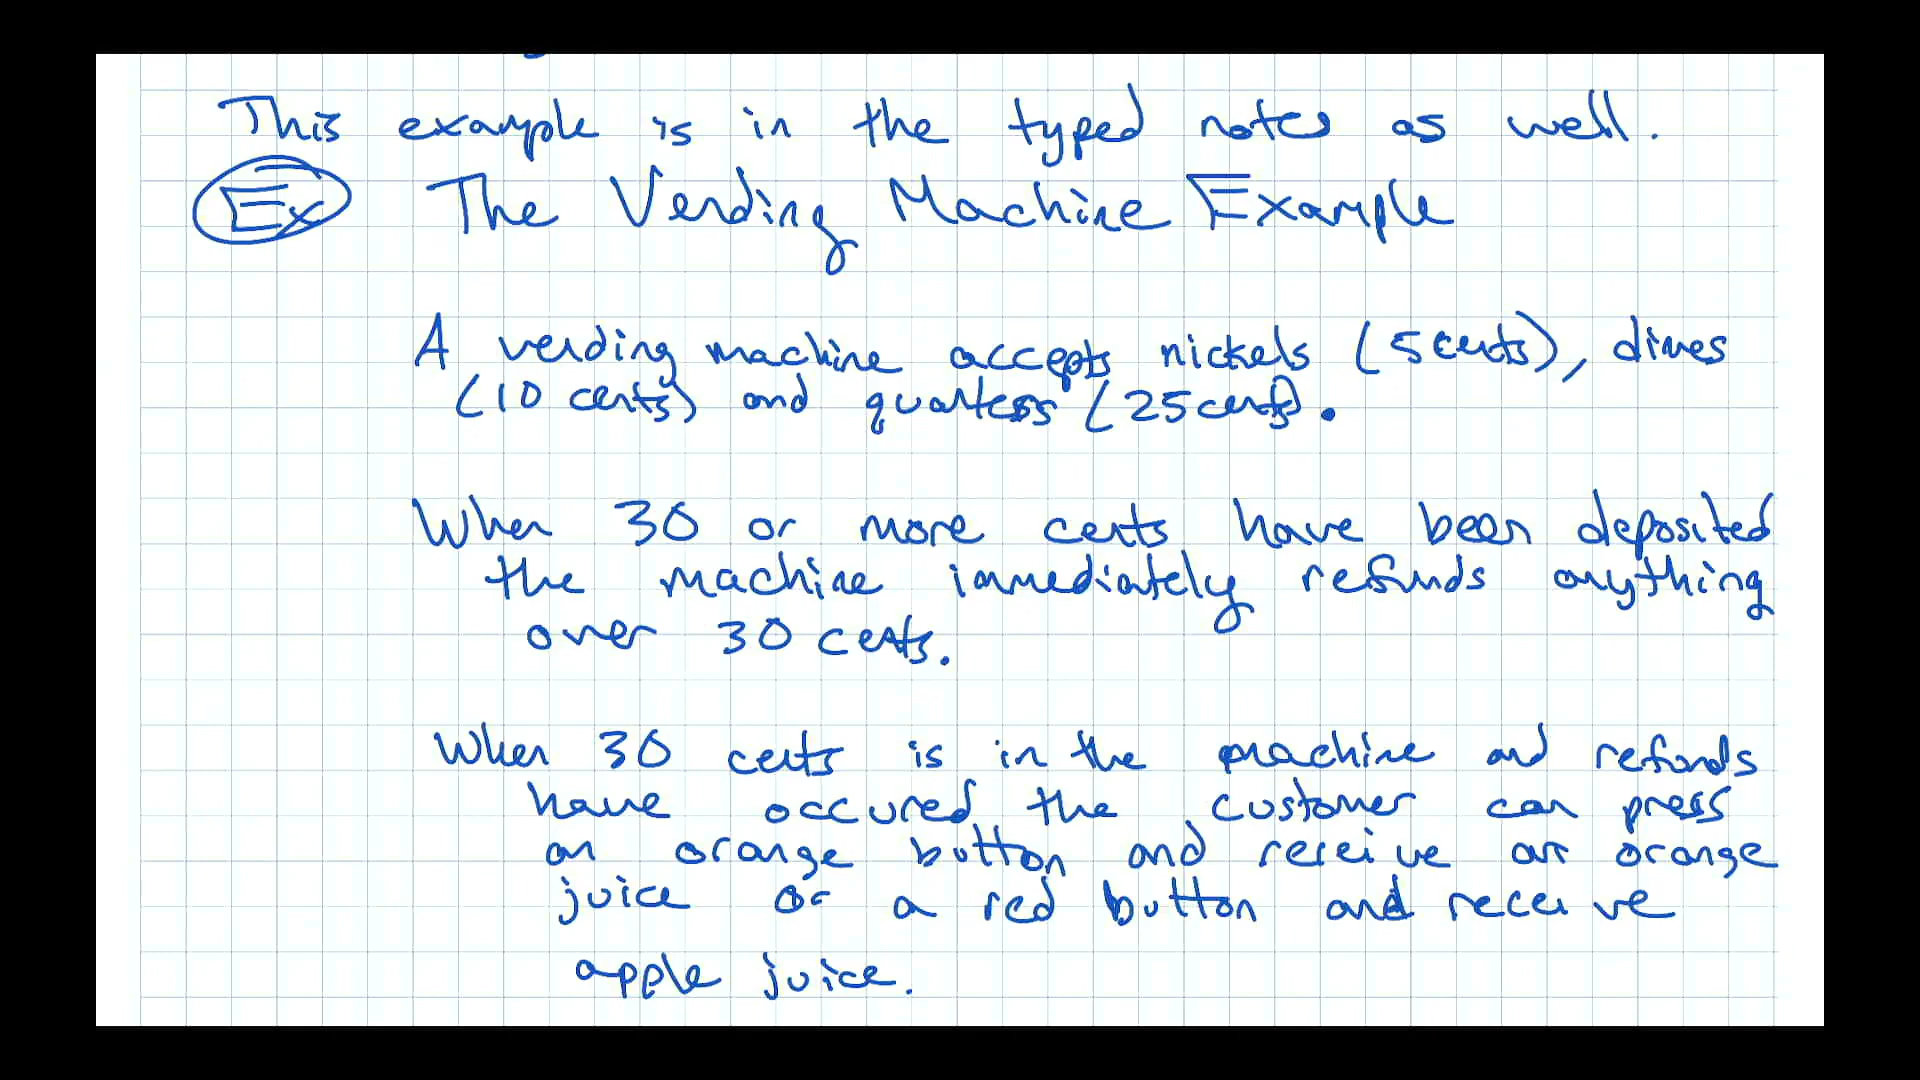 This example is in the typed notes as well.
Ex The Vending Machine Example
A vending machine accepts nickels (5 cents), dimes
(10 cents) and quarters (25 cents).
When 30 or more cents have been deposited
the machine immediately refunds anything
over 30 cents.
When 30 cents is in the machine and refunds
have occured the customer can press
an orange button and receive an orange
juice or a red button and receive
apple juice.